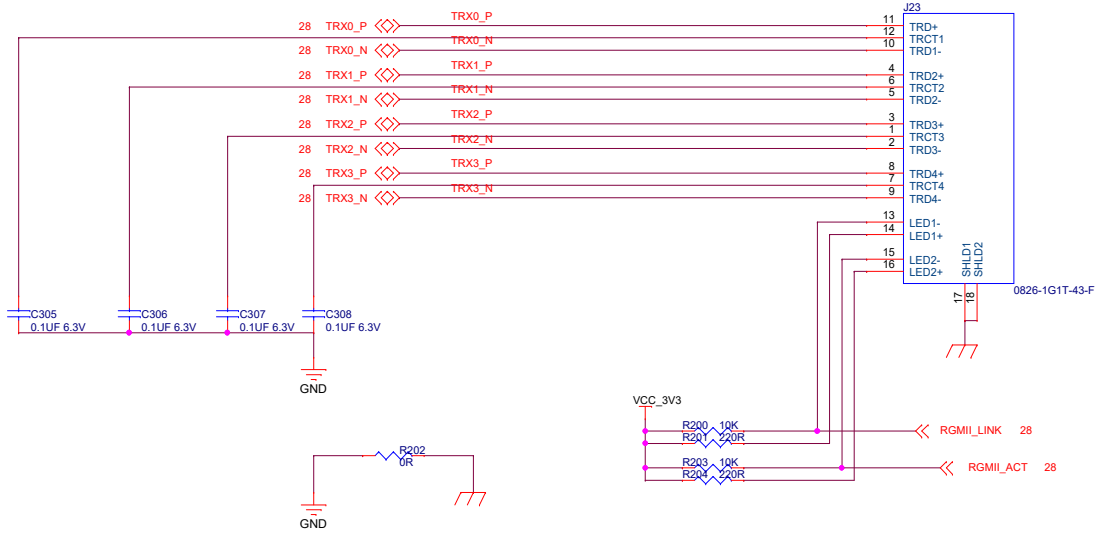 J23
28 TRX0_P TRX0_P 11 TRD+
12 TRCT1
28 TRX0_N TRX0_N 10 TRD1-
28 TRX1_P TRX1_P 4 TRD2+
6 TRCT2
28 TRX1_N TRX1_N 5 TRD2-
28 TRX2_P TRX2_P 3 TRD3+
1 TRCT3
28 TRX2_N TRX2_N 2 TRD3-
28 TRX3_P TRX3_P 8 TRD4+
7 TRCT4
28 TRX3_N TRX3_N 9 TRD4-
13 LED1-
14 LED1+
15 LED2-
16 LED2+
SHLD1
SHLD2
17
18
0826-1G1T-43-F
C305 C306 C307 C308
0.1UF 6.3V 0.1UF 6.3V 0.1UF 6.3V 0.1UF 6.3V
GND
VCC_3V3
R200 10K RGMII_LINK 28
R201 220R
R203 10K RGMII_ACT 28
R204 220R
R202
0R
GND